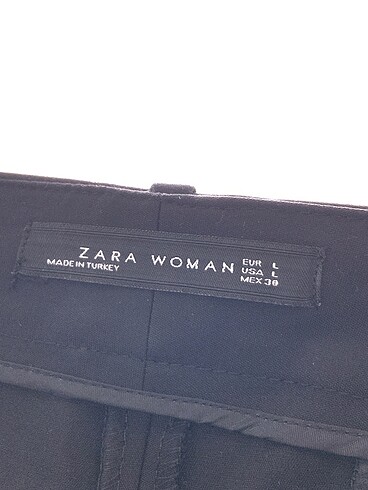 ZARA WOMAN
MADE IN TURKEY
EUR L
USA L
MEX 30